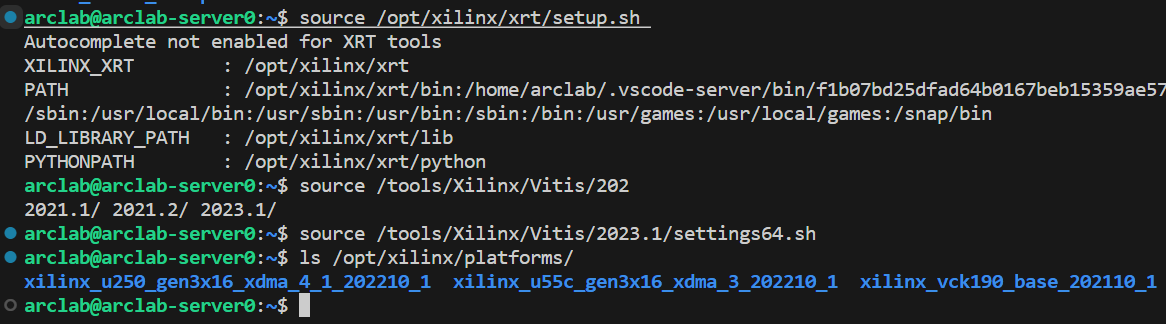 arclab@arclab-server0:~$ source /opt/xilinx/xrt/setup.sh
Autocomplete not enabled for XRT tools
XILINX_XRT        : /opt/xilinx/xrt
PATH              : /opt/xilinx/xrt/bin:/home/arclab/.vscode-server/bin/f1b07bd25dfad64b0167beb15359ae57
/sbin:/usr/local/bin:/usr/sbin:/usr/bin:/sbin:/bin:/usr/games:/usr/local/games:/snap/bin
LD_LIBRARY_PATH   : /opt/xilinx/xrt/lib
PYTHONPATH        : /opt/xilinx/xrt/python
arclab@arclab-server0:~$ source /tools/Xilinx/Vitis/202
2021.1/ 2021.2/ 2023.1/
arclab@arclab-server0:~$ source /tools/Xilinx/Vitis/2023.1/settings64.sh
arclab@arclab-server0:~$ ls /opt/xilinx/platforms/
xilinx_u250_gen3x16_xdma_4_1_202210_1  xilinx_u55c_gen3x16_xdma_3_202210_1  xilinx_vck190_base_202110_1
arclab@arclab-server0:~$